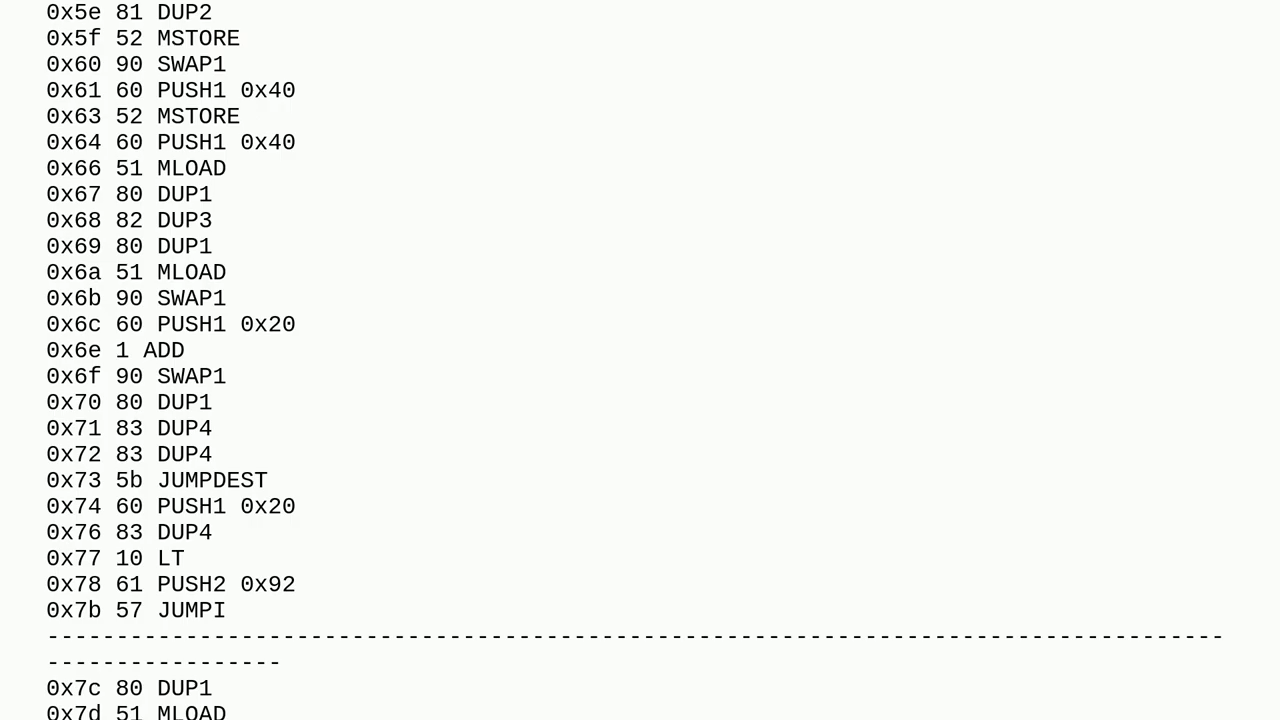 0x5e 81 DUP2
0x5f 52 MSTORE
0x60 90 SWAP1
0x61 60 PUSH1 0x40
0x63 52 MSTORE
0x64 60 PUSH1 0x40
0x66 51 MLOAD
0x67 80 DUP1
0x68 82 DUP3
0x69 80 DUP1
0x6a 51 MLOAD
0x6b 90 SWAP1
0x6c 60 PUSH1 0x20
0x6e 1 ADD
0x6f 90 SWAP1
0x70 80 DUP1
0x71 83 DUP4
0x72 83 DUP4
0x73 5b JUMPDEST
0x74 60 PUSH1 0x20
0x76 83 DUP4
0x77 10 LT
0x78 61 PUSH2 0x92
0x7b 57 JUMPI
-------------------------------------------------------------------------------------
-----------------
0x7c 80 DUP1
0x7d 51 MLOAD